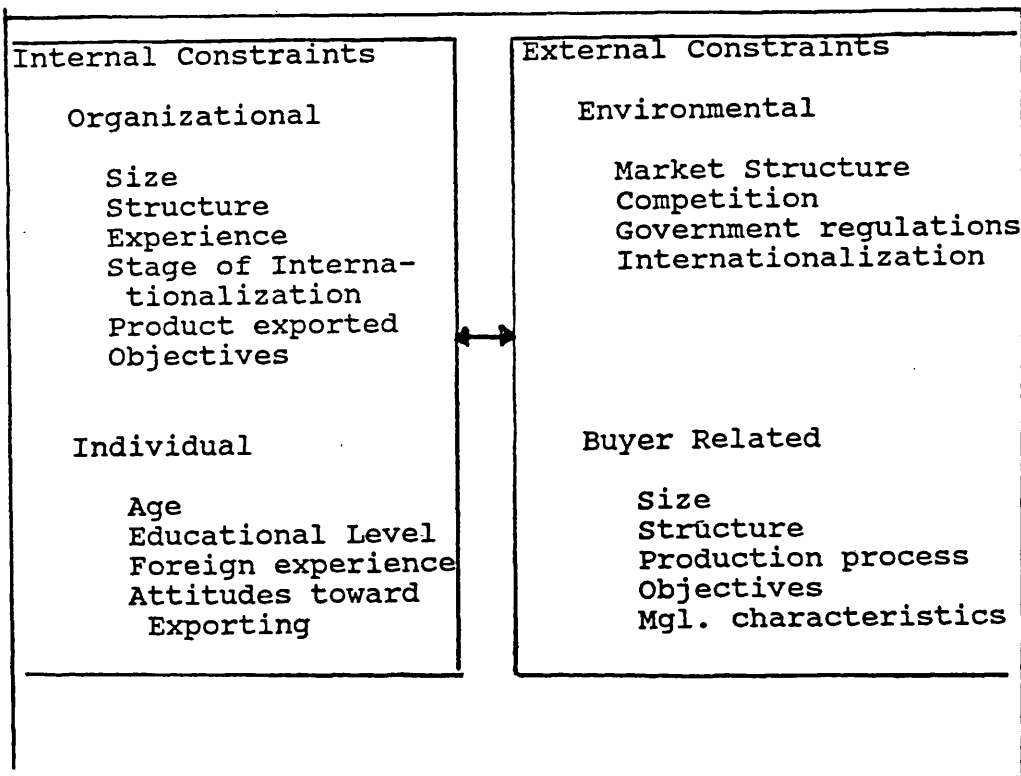 Internal Constraints
Organizational
Size
Structure
Experience
Stage of Interna-
tionalization
Product exported
Objectives
Individual
Age
Educational Level
Foreign experience
Attitudes toward
Exporting
External Constraints
Environmental
Market Structure
Competition
Government regulations
Internationalization
Buyer Related
Size
Structure
Production process
Objectives
Mgl. characteristics